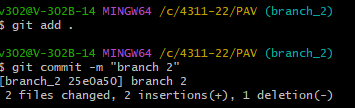 v302@V-302B-14 MINGW64 /c/4311-22/PAV (branch_2)
$ git add .
v302@V-302B-14 MINGW64 /c/4311-22/PAV (branch_2)
$ git commit -m "branch 2"
[branch_2 25e0a50] branch 2
 2 files changed, 2 insertions(+), 1 deletion(-)